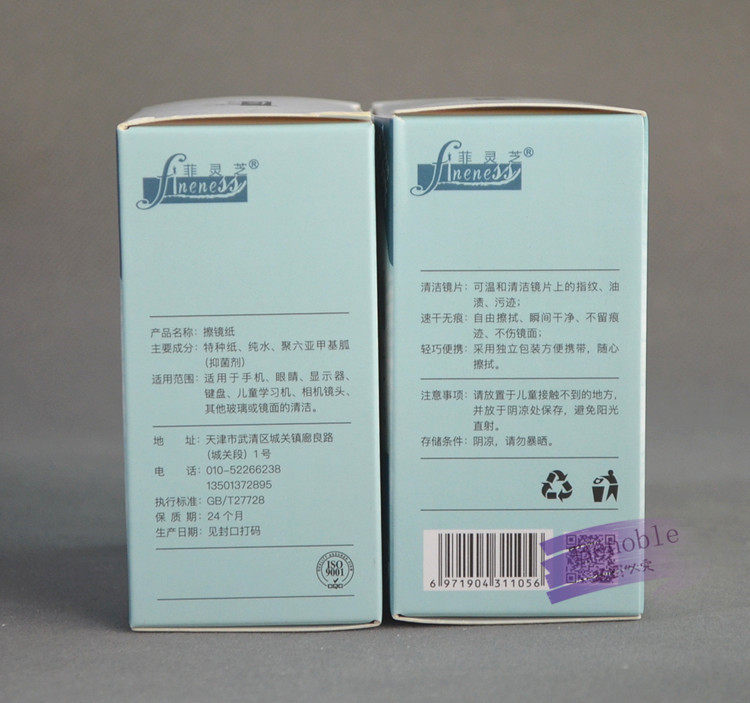 菲灵芝®
fineness
产品名称: 擦镜纸
主要成分: 特种纸、纯水、聚六亚甲基胍
(抑菌剂)
适用范围: 适用于手机、眼睛、显示器、
键盘、儿童学习机、相机镜头、
其他玻璃或镜面的清洁。
地 址: 天津市武清区城关镇廊良路
(城关段) 1号
电 话: 010-52266238
13501372895
执行标准: GB/T27728
保 质 期: 24个月
生产日期: 见封口打码
ISO
9001
菲灵芝®
fineness
清洁镜片: 可温和清洁镜片上的指纹、油
渍、污迹;
速干无痕: 自由擦拭、瞬间干净、不留痕
迹、不伤镜面;
轻巧便携: 采用独立包装方便携带, 随心
擦拭。
注意事项: 请放置于儿童接触不到的地方,
并放于阴凉处保存, 避免阳光
直射。
存储条件: 阴凉, 请勿暴晒。
6 971904 311056